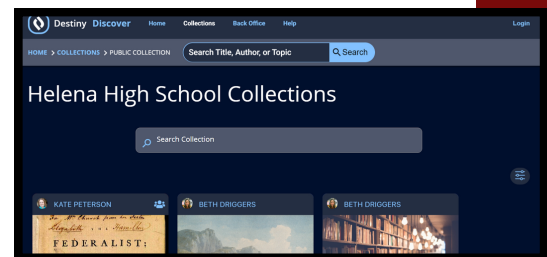 Destiny Discover Home Collections Back Office Help Login
HOME > COLLECTIONS > PUBLIC COLLECTION Search Title, Author, or Topic Search
Helena High School Collections
Search Collection
KATE PETERSON BETH DRIGGERS BETH DRIGGERS
FEDERALIST: